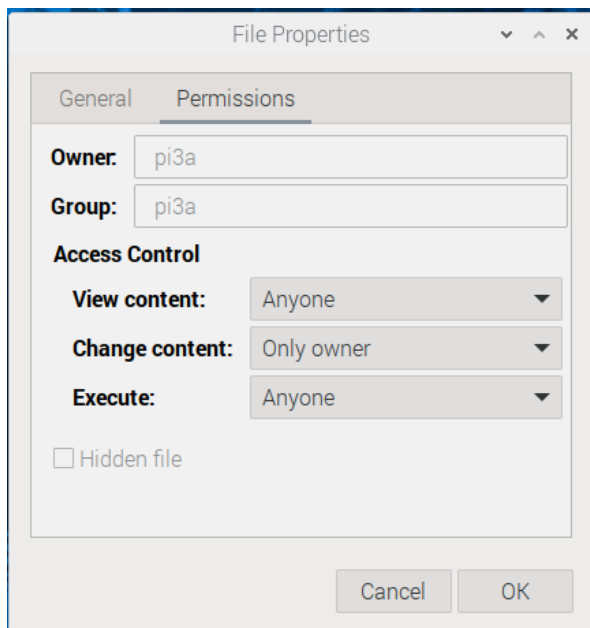 File Properties
General Permissions
Owner: pi3a
Group: pi3a
Access Control
View content: Anyone
Change content: Only owner
Execute: Anyone
Hidden file
Cancel OK